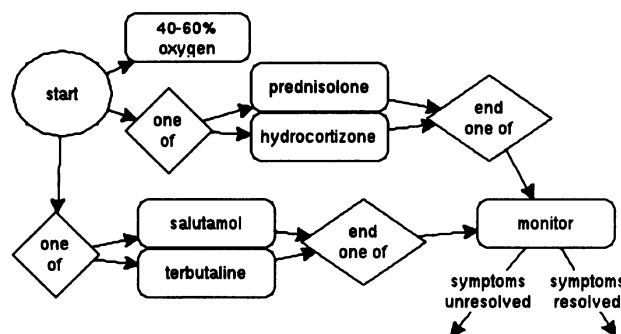 40-60%
oxygen
start
prednisolone
one
of
hydrocortizone
end
one of
salutamol
one
of
terbutaline
end
one of
monitor
symptoms
unresolved
symptoms
resolved